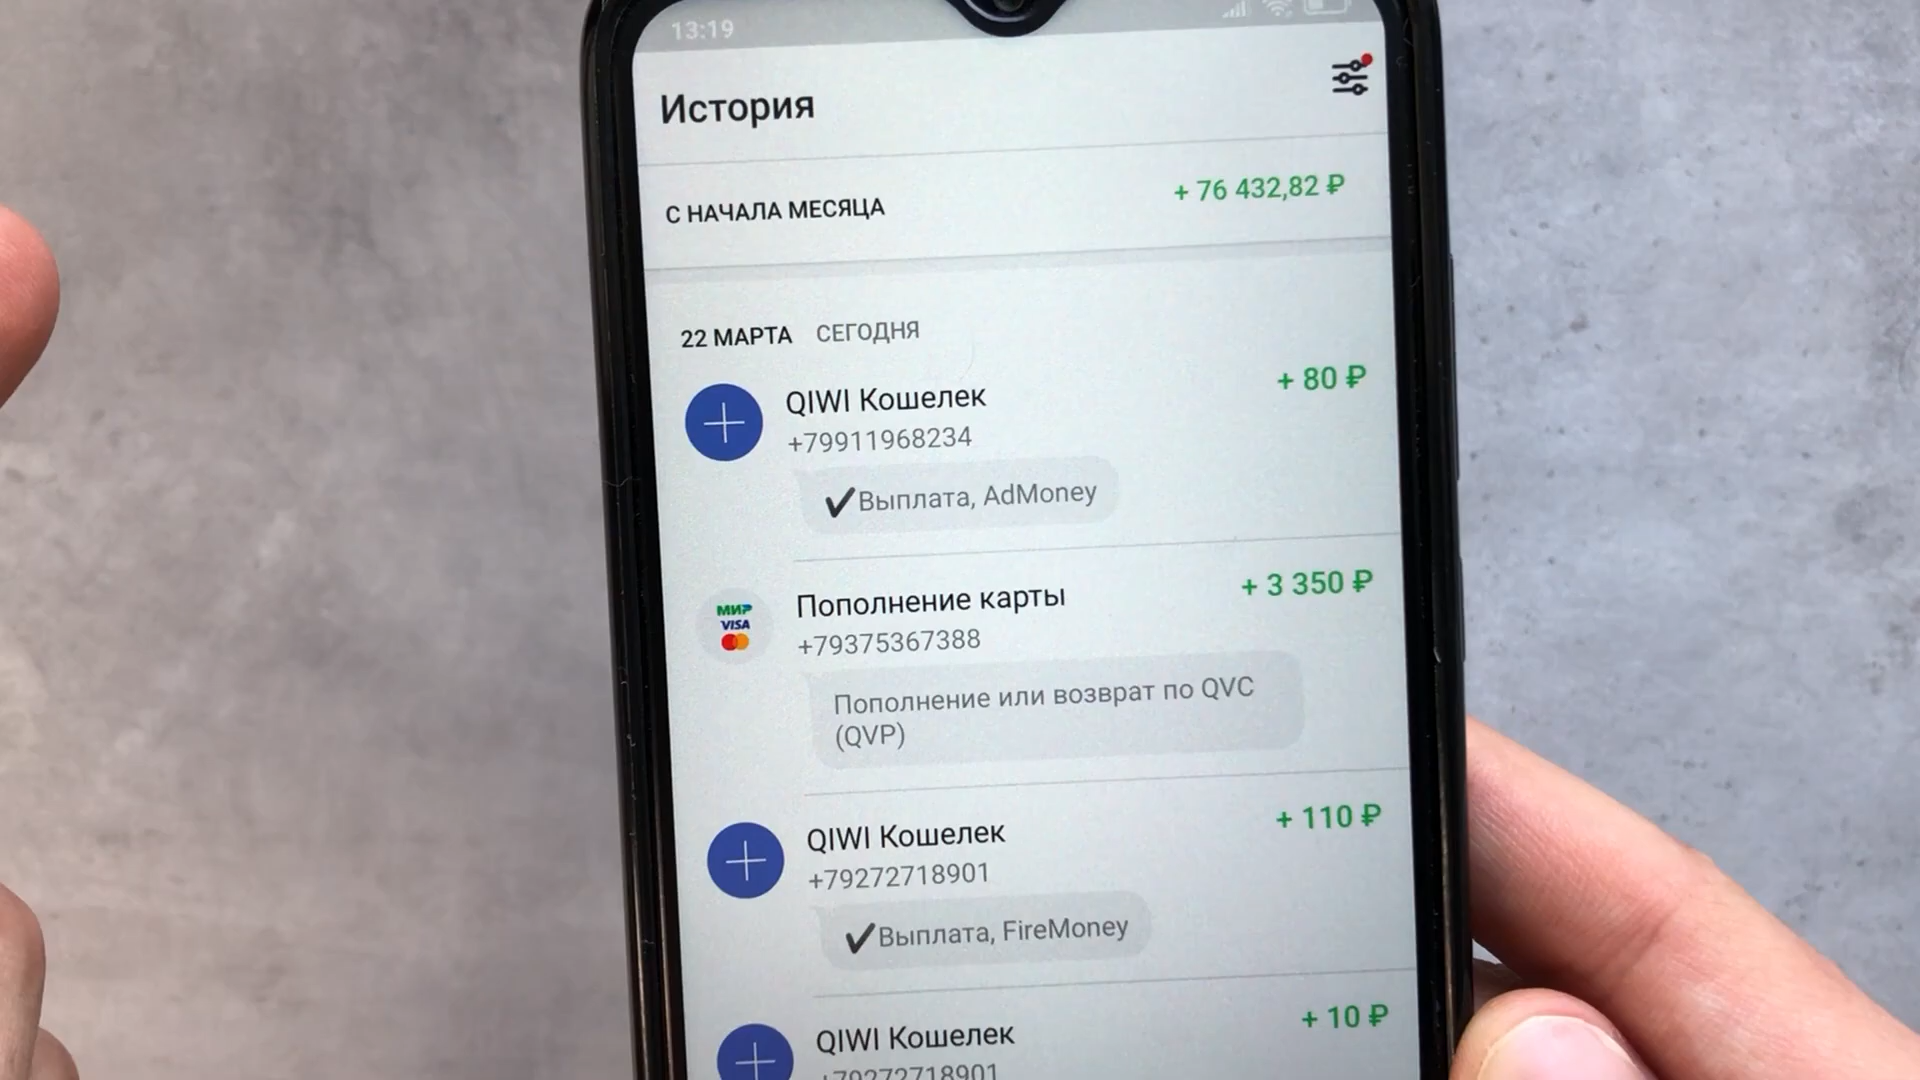 13:19
История
С НАЧАЛА МЕСЯЦА
+ 76 432,82 ₽
22 МАРТА СЕГОДНЯ
QIWI Кошелек
+ 80 ₽
+79911968234
✔Выплата, AdMoney
МИР
VISA
Пополнение карты
+ 3 350 ₽
+79375367388
Пополнение или возврат по QVC
(QVP)
QIWI Кошелек
+ 110 ₽
+79272718901
✔Выплата, FireMoney
QIWI Кошелек
+ 10 ₽
+79272718901